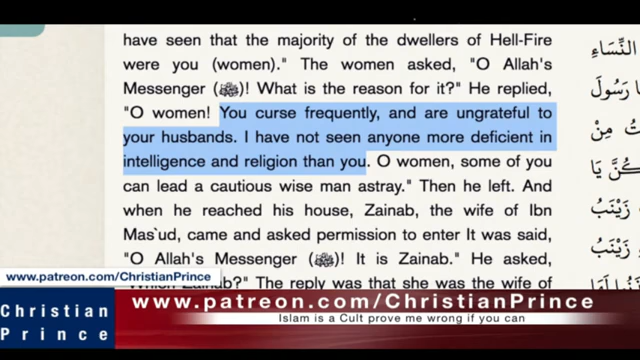 have seen that the majority of the dwellers of Hell-Fire
were you (women)." The women asked, "O Allah's
Messenger (ﷺ)! What is the reason for it?" He replied,
"O women! You curse frequently, and are ungrateful to
your husbands. I have not seen anyone more deficient in
intelligence and religion than you. O women, some of you
can lead a cautious wise man astray." Then he left. And
when he reached his house, Zainab, the wife of Ibn
Mas`ud, came and asked permission to enter It was said,
"O Allah's Messenger (ﷺ)! It is Zainab." He asked,
"Which Zainab?" The reply was that she was the wife of
النِّسَاءِ
رَسُولَ
مِنْ
يَا
زَيْنَبُ
زَيْنَبُ
www.patreon.com/ChristianPrince
Christian
Prince
www.patreon.com/ChristianPrince
Islam is a Cult prove me wrong if you can